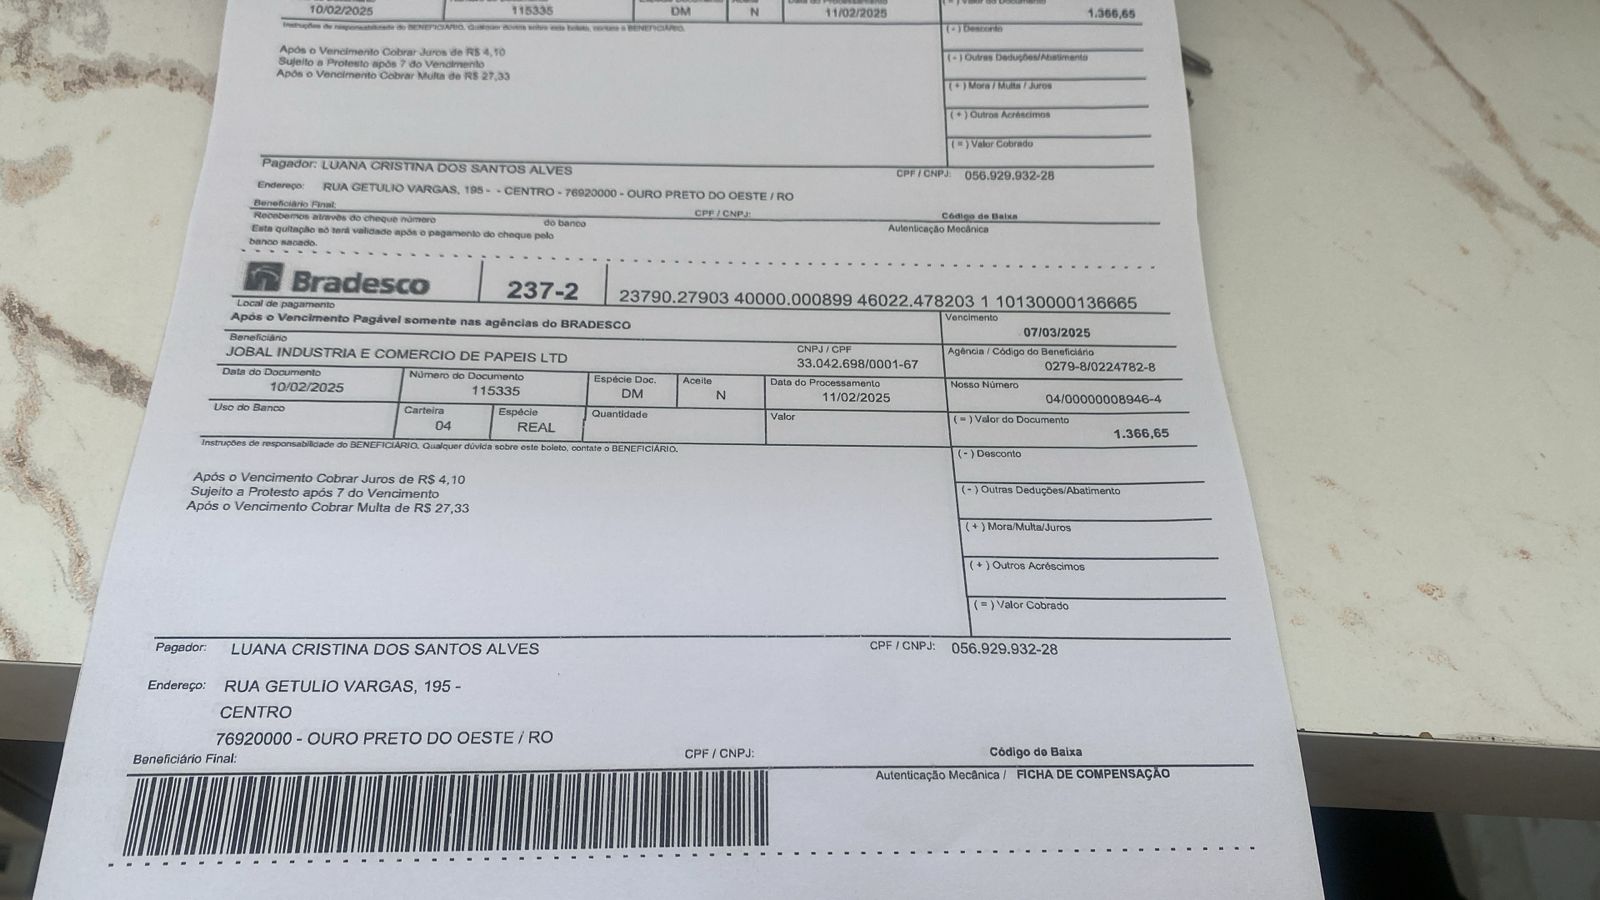 10/02/2025 115335 DM N 11/02/2025 1.366,65
Instruções de responsabilidade do BENEFICIÁRIO. Qualquer dúvida sobre este boleto, contate o BENEFICIÁRIO.
( - ) Desconto
Após o Vencimento Cobrar Juros de R$ 4,10
Sujeito a Protesto após 7 do Vencimento
Após o Vencimento Cobrar Multa de R$ 27,33
( - ) Outras Deduções/Abatimento
( + ) Mora / Multa / Juros
( + ) Outros Acréscimos
( = ) Valor Cobrado
Pagador: LUANA CRISTINA DOS SANTOS ALVES CPF / CNPJ: 056.929.932-28
Endereço: RUA GETULIO VARGAS, 195 - - CENTRO - 76920000 - OURO PRETO DO OESTE / RO
Beneficiário Final: CPF / CNPJ: Código de Baixa
Recebemos através do cheque número do banco Autenticação Mecânica
Esta quitação só terá validade após o pagamento do cheque pelo
banco sacado.
Bradesco 237-2 23790.27903 40000.000899 46022.478203 1 10130000136665
Local de pagamento Vencimento
Após o Vencimento Pagável somente nas agências do BRADESCO 07/03/2025
Beneficiário CNPJ / CPF Agência / Código do Beneficiário
JOBAL INDUSTRIA E COMERCIO DE PAPEIS LTD 33.042.698/0001-67 0279-8/0224782-8
Data do Documento Número do Documento Espécie Doc. Aceite Data do Processamento Nosso Número
10/02/2025 115335 DM N 11/02/2025 04/00000008946-4
Uso do Banco Carteira Espécie Quantidade Valor ( = ) Valor do Documento
04 REAL 1.366,65
Instruções de responsabilidade do BENEFICIÁRIO. Qualquer dúvida sobre este boleto, contate o BENEFICIÁRIO.
( - ) Desconto
Após o Vencimento Cobrar Juros de R$ 4,10
Sujeito a Protesto após 7 do Vencimento
Após o Vencimento Cobrar Multa de R$ 27,33
( - ) Outras Deduções/Abatimento
( + ) Mora/Multa/Juros
( + ) Outros Acréscimos
( = ) Valor Cobrado
Pagador: LUANA CRISTINA DOS SANTOS ALVES CPF / CNPJ: 056.929.932-28
Endereço: RUA GETULIO VARGAS, 195 -
CENTRO
76920000 - OURO PRETO DO OESTE / RO
Beneficiário Final: CPF / CNPJ: Código de Baixa
Autenticação Mecânica / FICHA DE COMPENSAÇÃO